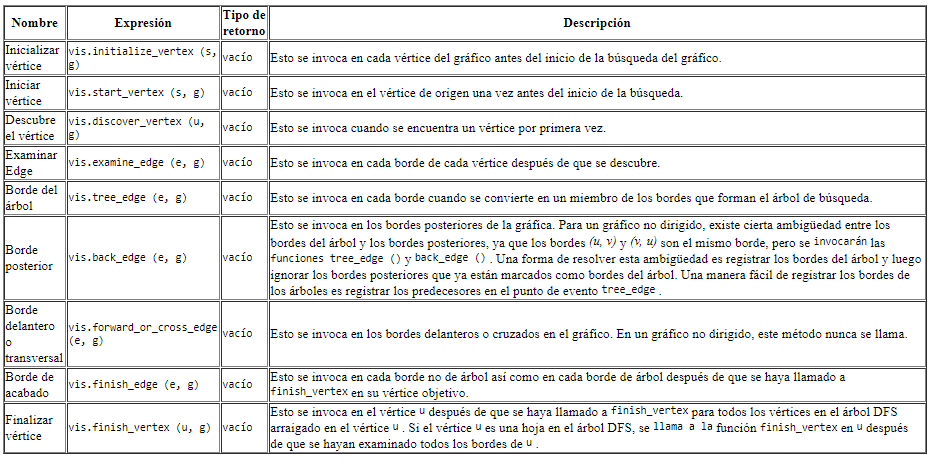 Nombre Expresión Tipo de retorno Descripción
Inicializar vértice vis.initialize_vertex (s, g) vacío Esto se invoca en cada vértice del gráfico antes del inicio de la búsqueda del gráfico.
Iniciar vértice vis.start_vertex (s, g) vacío Esto se invoca en el vértice de origen una vez antes del inicio de la búsqueda.
Descubre el vértice vis.discover_vertex (u, g) vacío Esto se invoca cuando se encuentra un vértice por primera vez.
Examinar Edge vis.examine_edge (e, g) vacío Esto se invoca en cada borde de cada vértice después de que se descubre.
Borde del árbol vis.tree_edge (e, g) vacío Esto se invoca en cada borde cuando se convierte en un miembro de los bordes que forman el árbol de búsqueda.
Borde posterior vis.back_edge (e, g) vacío Esto se invoca en los bordes posteriores de la gráfica. Para un gráfico no dirigido, existe cierta ambigüedad entre los
bordes del árbol y los bordes posteriores, ya que los bordes (u, v) y (v, u) son el mismo borde, pero se invocarán las
funciones tree_edge () y back_edge () . Una forma de resolver esta ambigüedad es registrar los bordes del árbol y luego
ignorar los bordes posteriores que ya están marcados como bordes del árbol. Una manera fácil de registrar los bordes de
los árboles es registrar los predecesores en el punto de evento tree_edge .
Borde delantero o transversal vis.forward_or_cross_edge (e, g) vacío Esto se invoca en los bordes delanteros o cruzados en el gráfico. En un gráfico no dirigido, este método nunca se llama.
Borde de acabado vis.finish_edge (e, g) vacío Esto se invoca en cada borde no de árbol así como en cada borde de árbol después de que se haya llamado a
finish_vertex en su vértice objetivo.
Finalizar vértice vis.finish_vertex (u, g) vacío Esto se invoca en el vértice u después de que se haya llamado a finish_vertex para todos los vértices en el árbol DFS
arraigado en el vértice u . Si el vértice u es una hoja en el árbol DFS, se llama a la función finish_vertex en u después
de que se hayan examinado todos los bordes de u .